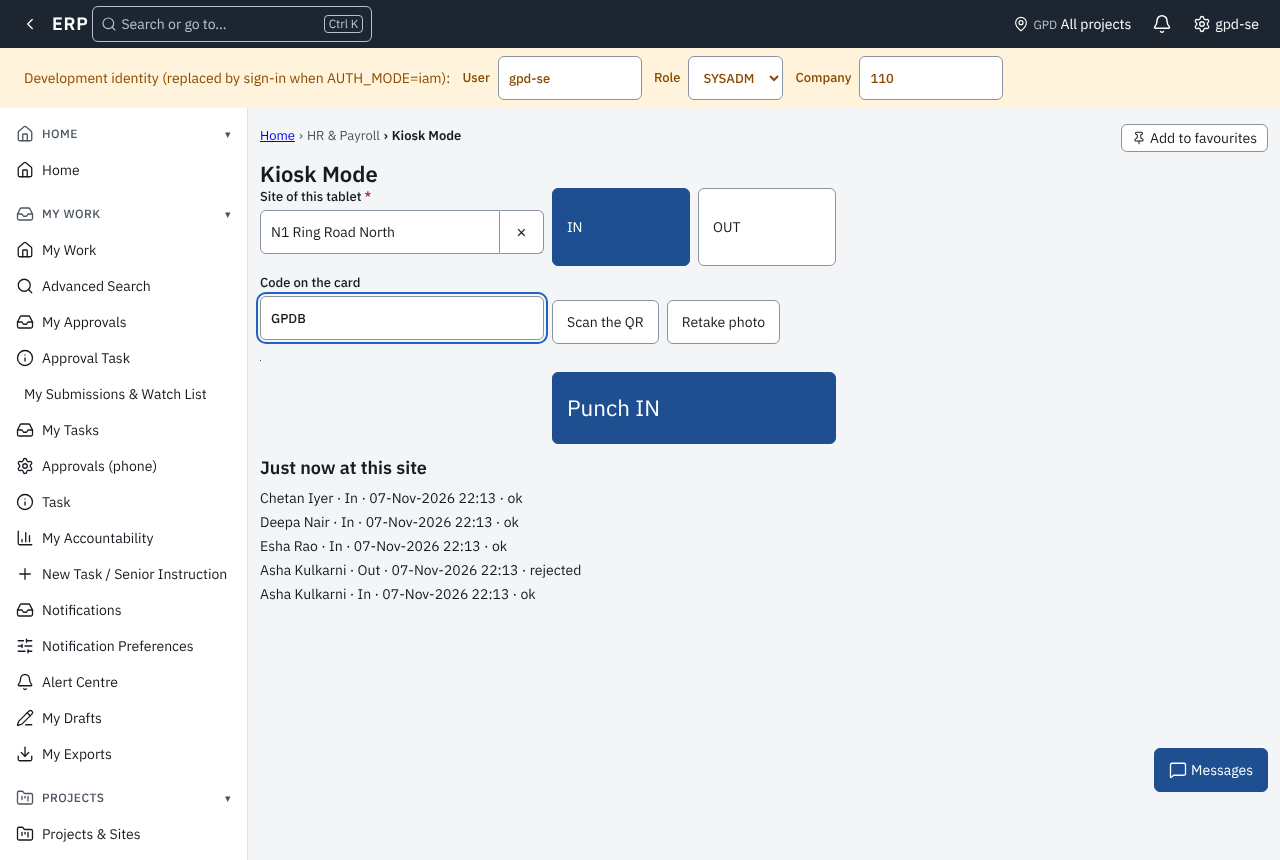 ERP
Search or go to...
Ctrl K
GPD All projects
gpd-se
Development identity (replaced by sign-in when AUTH_MODE=iam):
User
gpd-se
Role
SYSADM
Company
110
HOME
Home
MY WORK
My Work
Advanced Search
My Approvals
Approval Task
My Submissions & Watch List
My Tasks
Approvals (phone)
Task
My Accountability
New Task / Senior Instruction
Notifications
Notification Preferences
Alert Centre
My Drafts
My Exports
PROJECTS
Projects & Sites
Home › HR & Payroll › Kiosk Mode
Add to favourites
Kiosk Mode
Site of this tablet *
N1 Ring Road North
×
IN
OUT
Code on the card
GPDB
Scan the QR
Retake photo
Punch IN
Just now at this site
Chetan Iyer · In · 07-Nov-2026 22:13 · ok
Deepa Nair · In · 07-Nov-2026 22:13 · ok
Esha Rao · In · 07-Nov-2026 22:13 · ok
Asha Kulkarni · Out · 07-Nov-2026 22:13 · rejected
Asha Kulkarni · In · 07-Nov-2026 22:13 · ok
Messages